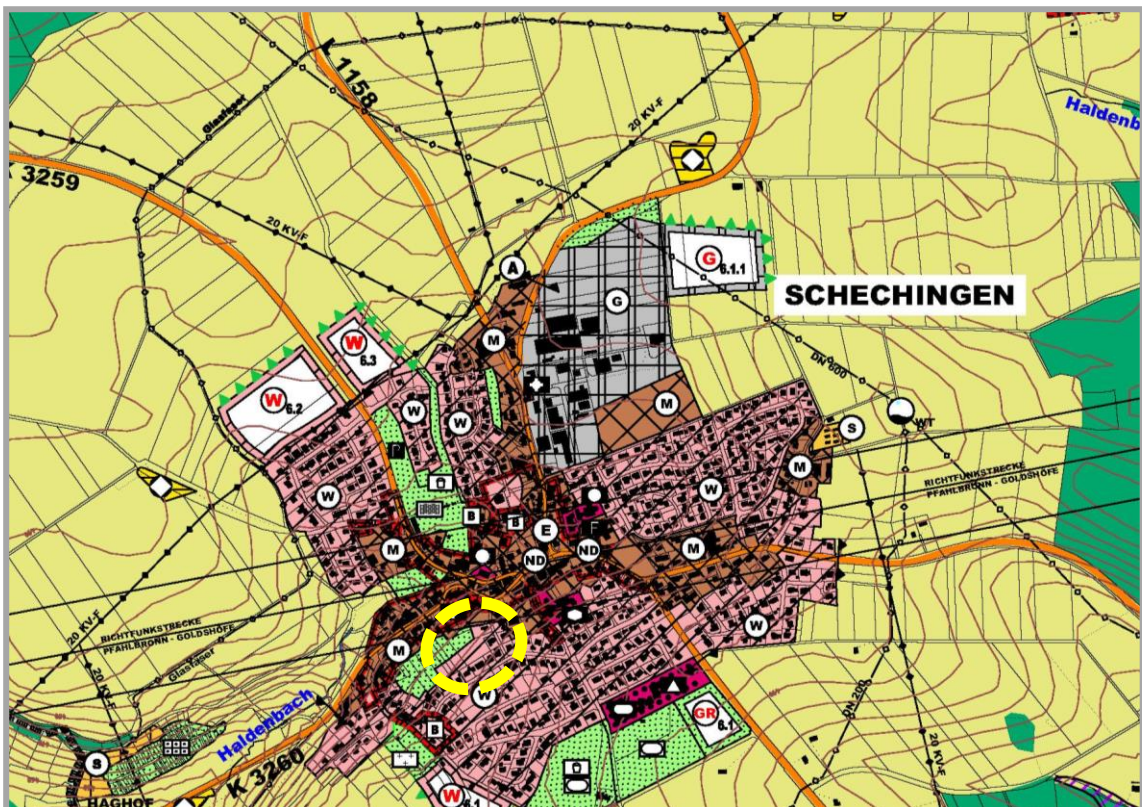 L 1158
Glasfaser
20 KV-F
Haldenb
K 3259
20 KV-F
A
G
6.1.1
SCHECHINGEN
G
M
W
6.3
W
6.2
DN 600
M
W
W
P
S
WT
M
RICHTFUNKSTRECKE
PFAHLBRONN - GOLDSHÖFE
W
W
B
B
E
F
M
ND
ND
M
20 KV-F
RICHTFUNKSTRECKE
PFAHLBRONN - GOLDSHÖFE
W
M
Glasfaser
20 KV-F
W
Haldenbach
DN 200
GR
6.1
B
20 KV-F
S
K 3260
HAGHOF
W
6.1